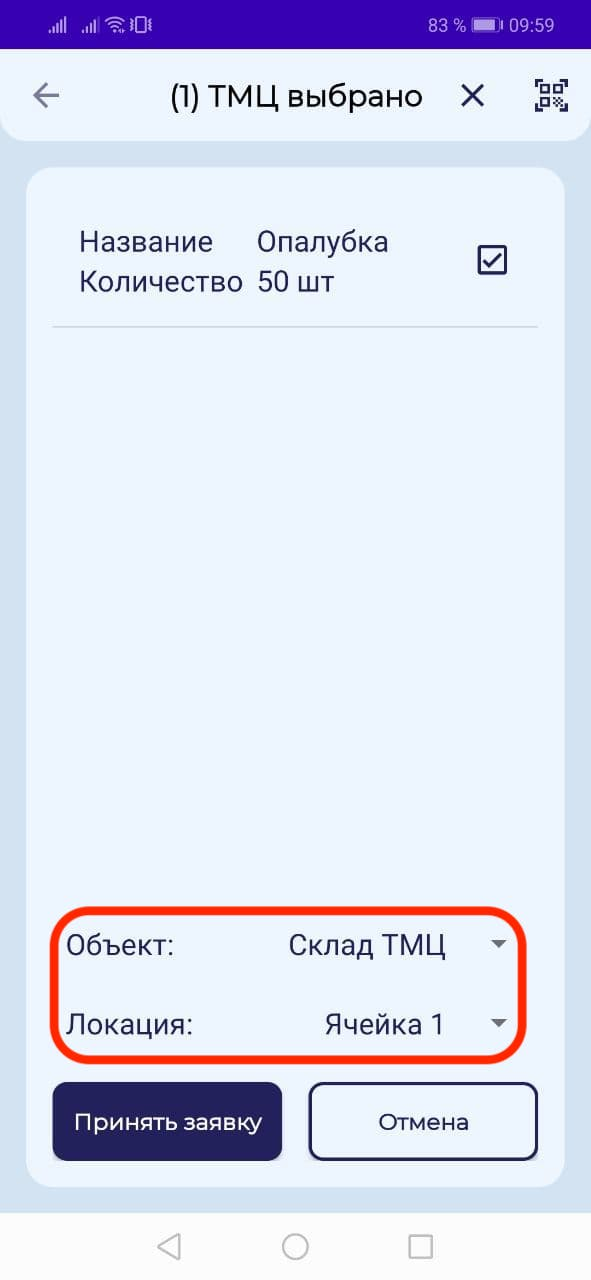 83 % 09:59
(1) ТМЦ выбрано
Название Опалубка
Количество 50 шт
Объект: Склад ТМЦ
Локация: Ячейка 1
Принять заявку Отмена